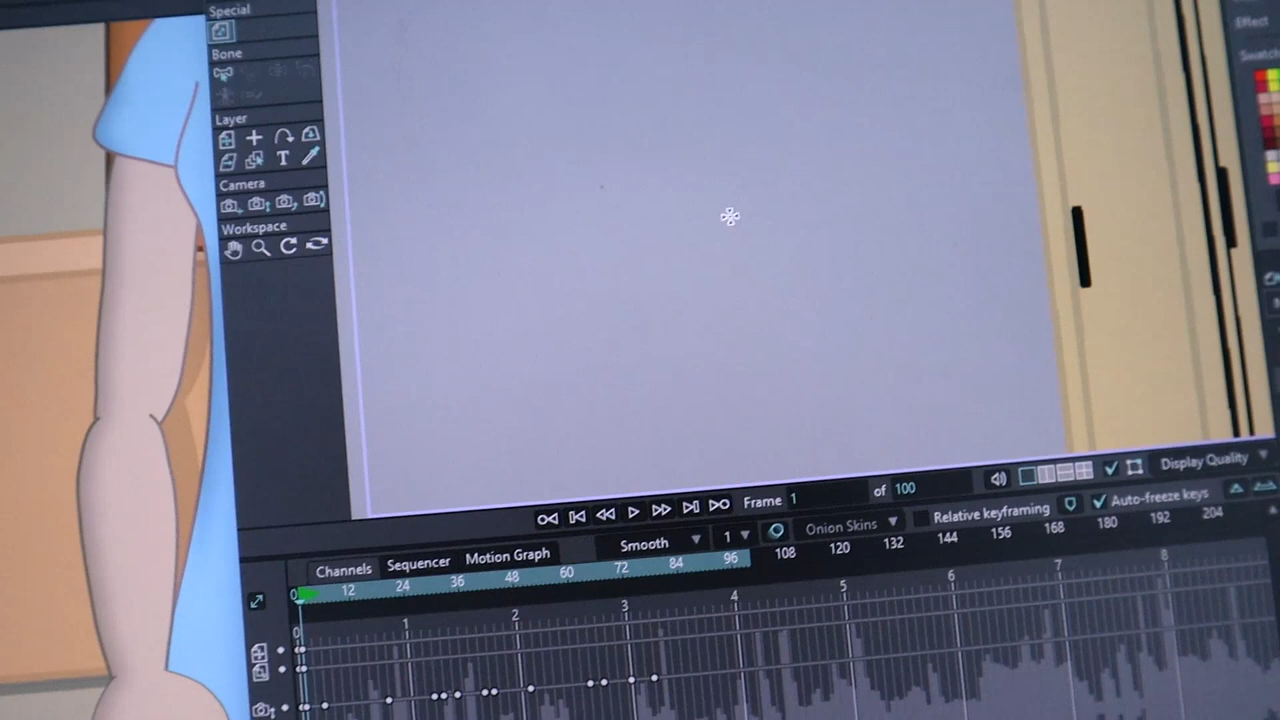 Special
Bone
Layer
T
Camera
Workspace
Effect
Frame 1 of 100
Display Quality
Smooth 1 Onion Skins Relative keyframing Auto-freeze keys
Channels Sequencer Motion Graph
0 12 24 36 48 60 72 84 96 108 120 132 144 156 168 180 192 204
0 1 2 3 4 5 6 7 8